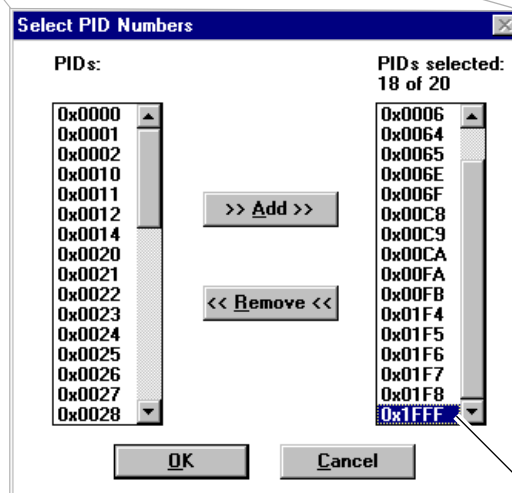 Select PID Numbers
PIDs:
0x0000
0x0001
0x0002
0x0010
0x0011
0x0012
0x0014
0x0020
0x0021
0x0022
0x0023
0x0024
0x0025
0x0026
0x0027
0x0028
>> Add >>
<< Remove <<
PIDs selected:
18 of 20
0x0006
0x0064
0x0065
0x006E
0x006F
0x00C8
0x00C9
0x00CA
0x00FA
0x00FB
0x01F4
0x01F5
0x01F6
0x01F7
0x01F8
0x1FFF
OK
Cancel